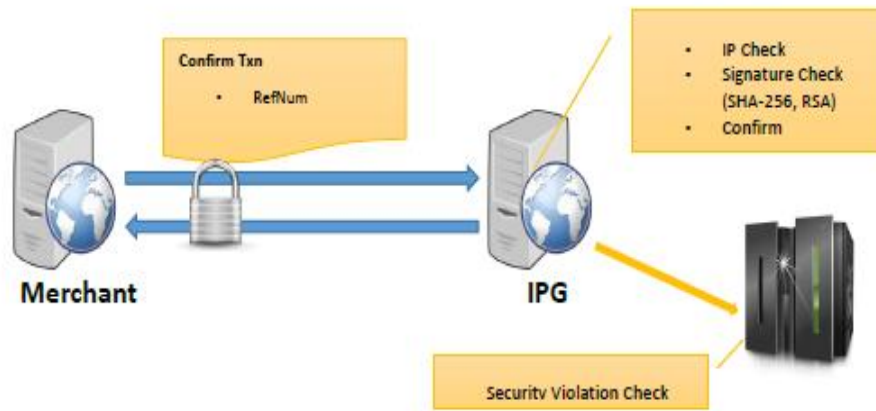 Confirm Txn
• RefNum
• IP Check
• Signature Check
(SHA-256, RSA)
• Confirm
Merchant
IPG
Security Violation Check